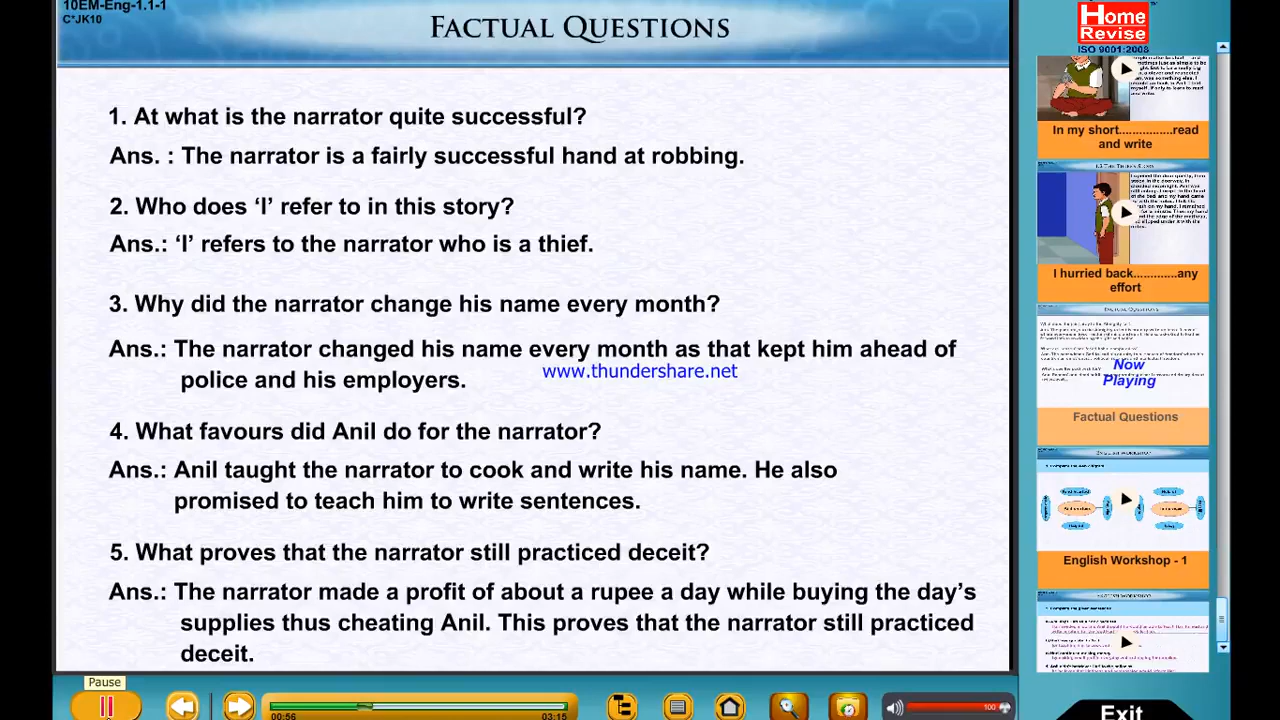 10EM-Eng-1.1-1
C+JK10
FACTUAL QUESTIONS
1. At what is the narrator quite successful?
Ans. : The narrator is a fairly successful hand at robbing.
2. Who does ‘I’ refer to in this story?
Ans.: ‘I’ refers to the narrator who is a thief.
3. Why did the narrator change his name every month?
Ans.: The narrator changed his name every month as that kept him ahead of
police and his employers.
www.thundershare.net
4. What favours did Anil do for the narrator?
Ans.: Anil taught the narrator to cook and write his name. He also
promised to teach him to write sentences.
5. What proves that the narrator still practiced deceit?
Ans.: The narrator made a profit of about a rupee a day while buying the day’s
supplies thus cheating Anil. This proves that the narrator still practiced
deceit.
Pause
00:56
03:15
100
Home
Revise
ISO 9001:2008
In my short................read
and write
I hurried back............any
effort
FACTUAL QUESTIONS
Now
Playing
Factual Questions
ENGLISH WORKSHOP
English Workshop - 1
ENGLISH WORKSHOP
Exit